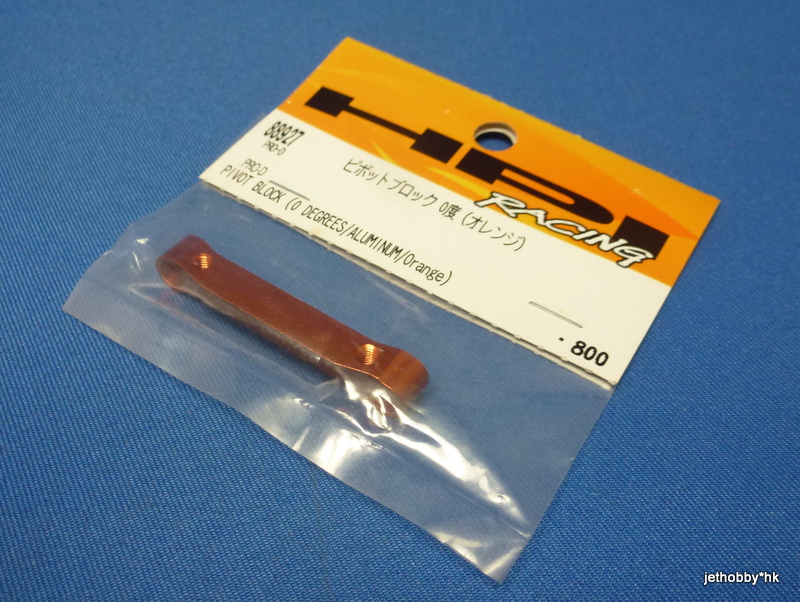 HPI
RACING
88927
PRO-D
ピボットブロック 0度 (オレンジ)
PRO-D
PIVOT BLOCK (0 DEGREES/ALUMINUM/Orange)
. 800
jethobby*hk